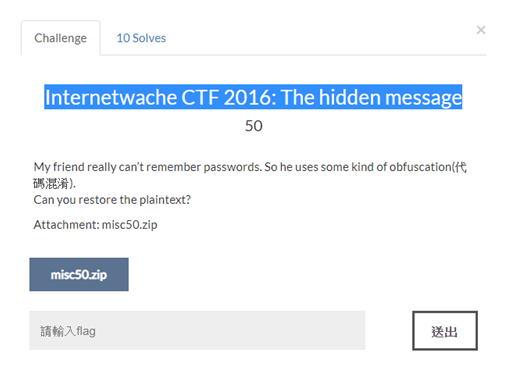 Challenge
10 Solves
×
Internetwache CTF 2016: The hidden message
50
My friend really can't remember passwords. So he uses some kind of obfuscation(代
碼混淆).
Can you restore the plaintext?
Attachment: misc50.zip
misc50.zip
請輸入flag
送出